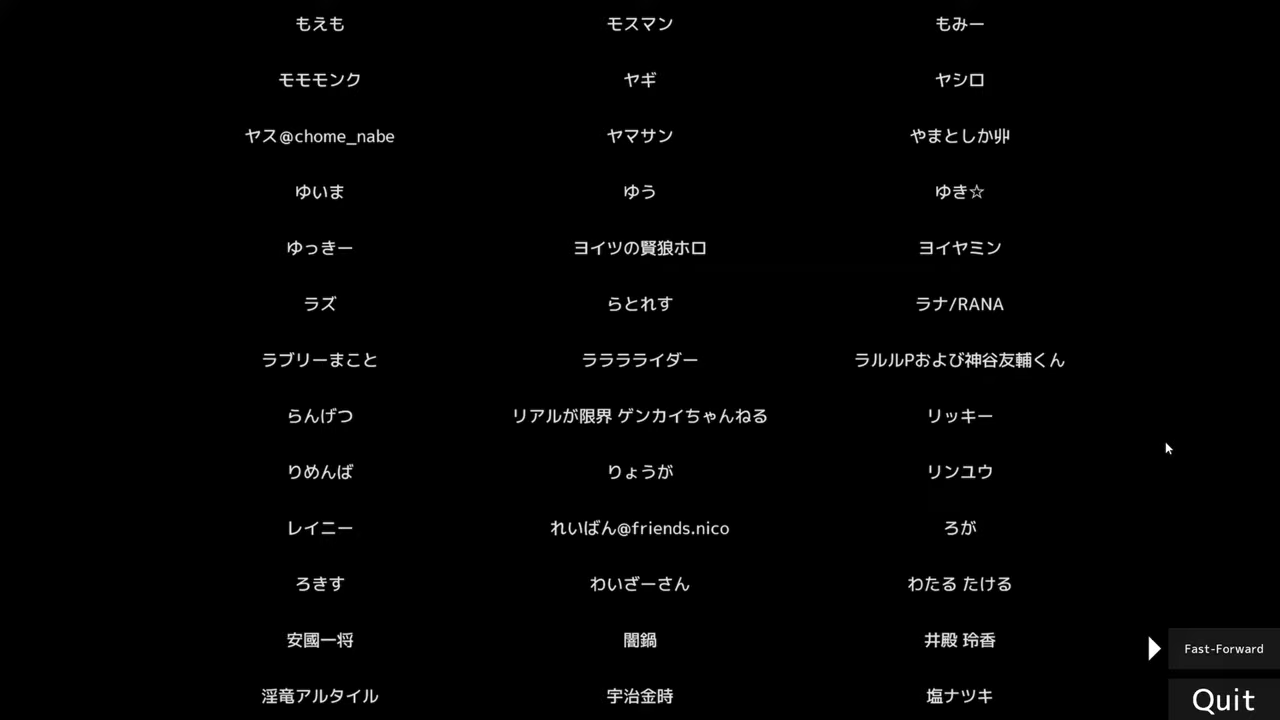 もえも モスマン もみー
モモモンク ヤギ ヤシロ
ヤス@chome_nabe ヤマサン やまとしか丱
ゆいま ゆう ゆき☆
ゆっきー ヨイツの賢狼ホロ ヨイヤミン
ラズ らとれす ラナ/RANA
ラブリーまこと ララララライダー ラルルPおよび神谷友輔くん
らんげつ リアルが限界 ゲンカイちゃんねる リッキー
りめんば りょうが リンユウ
レイニー れいばん@friends.nico ろが
ろきす わいざーさん わたる たける
安國一将 闇鍋 井殿 玲香
Fast-Forward
淫竜アルタイル 宇治金時 塩ナツキ
Quit